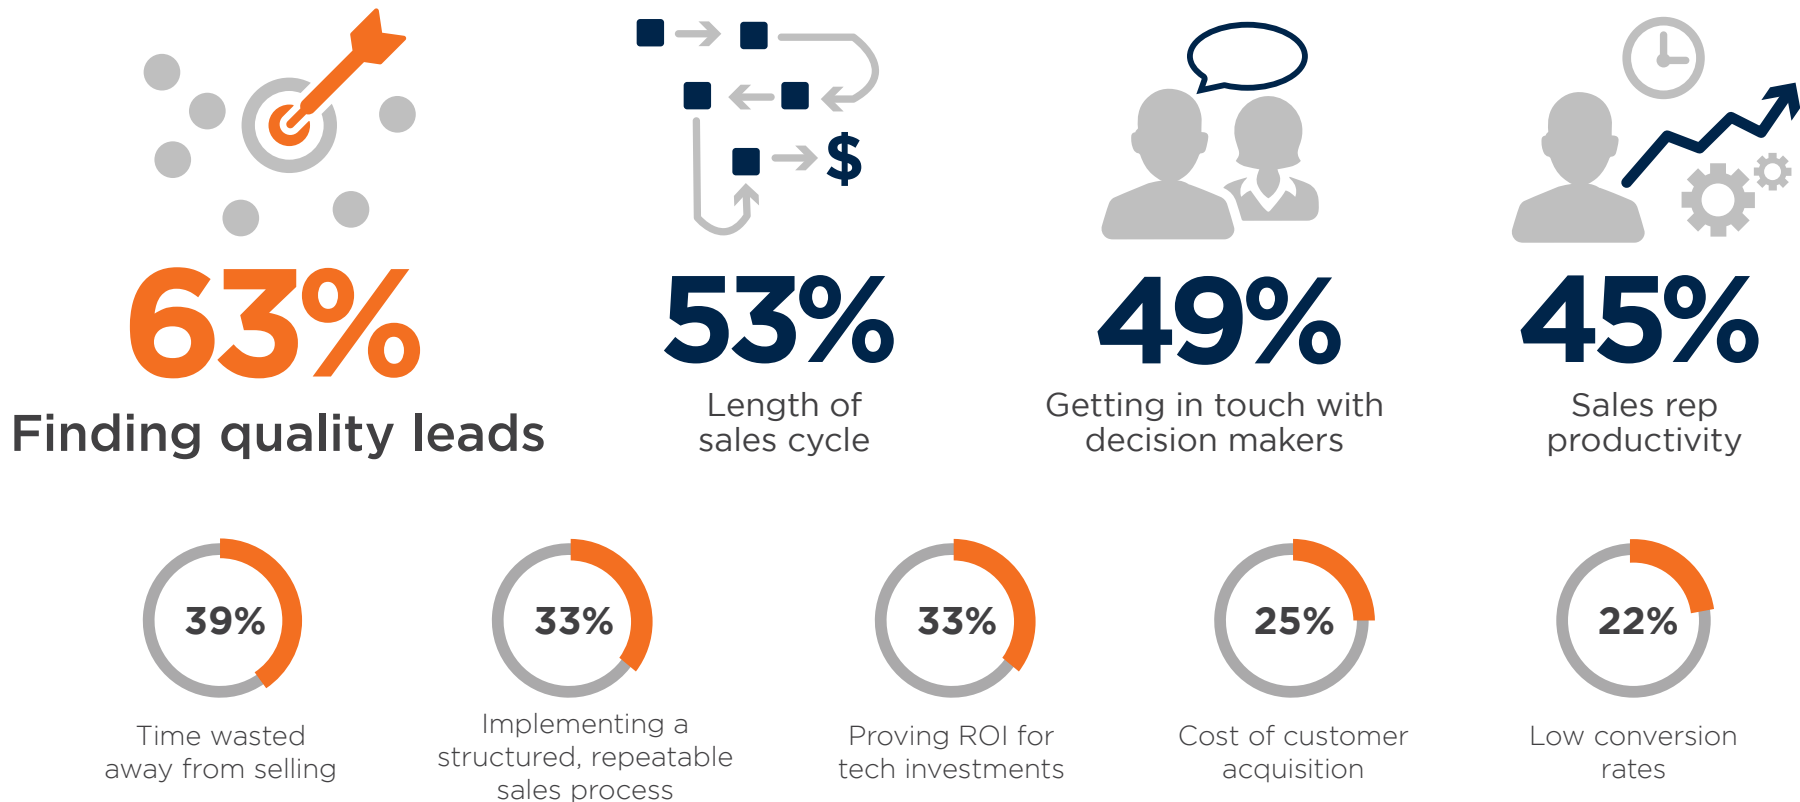 $
63%
Finding quality leads
53%
Length of
sales cycle
49%
Getting in touch with
decision makers
45%
Sales rep
productivity
39%
Time wasted
away from selling
33%
Implementing a
structured, repeatable
sales process
33%
Proving ROI for
tech investments
25%
Cost of customer
acquisition
22%
Low conversion
rates